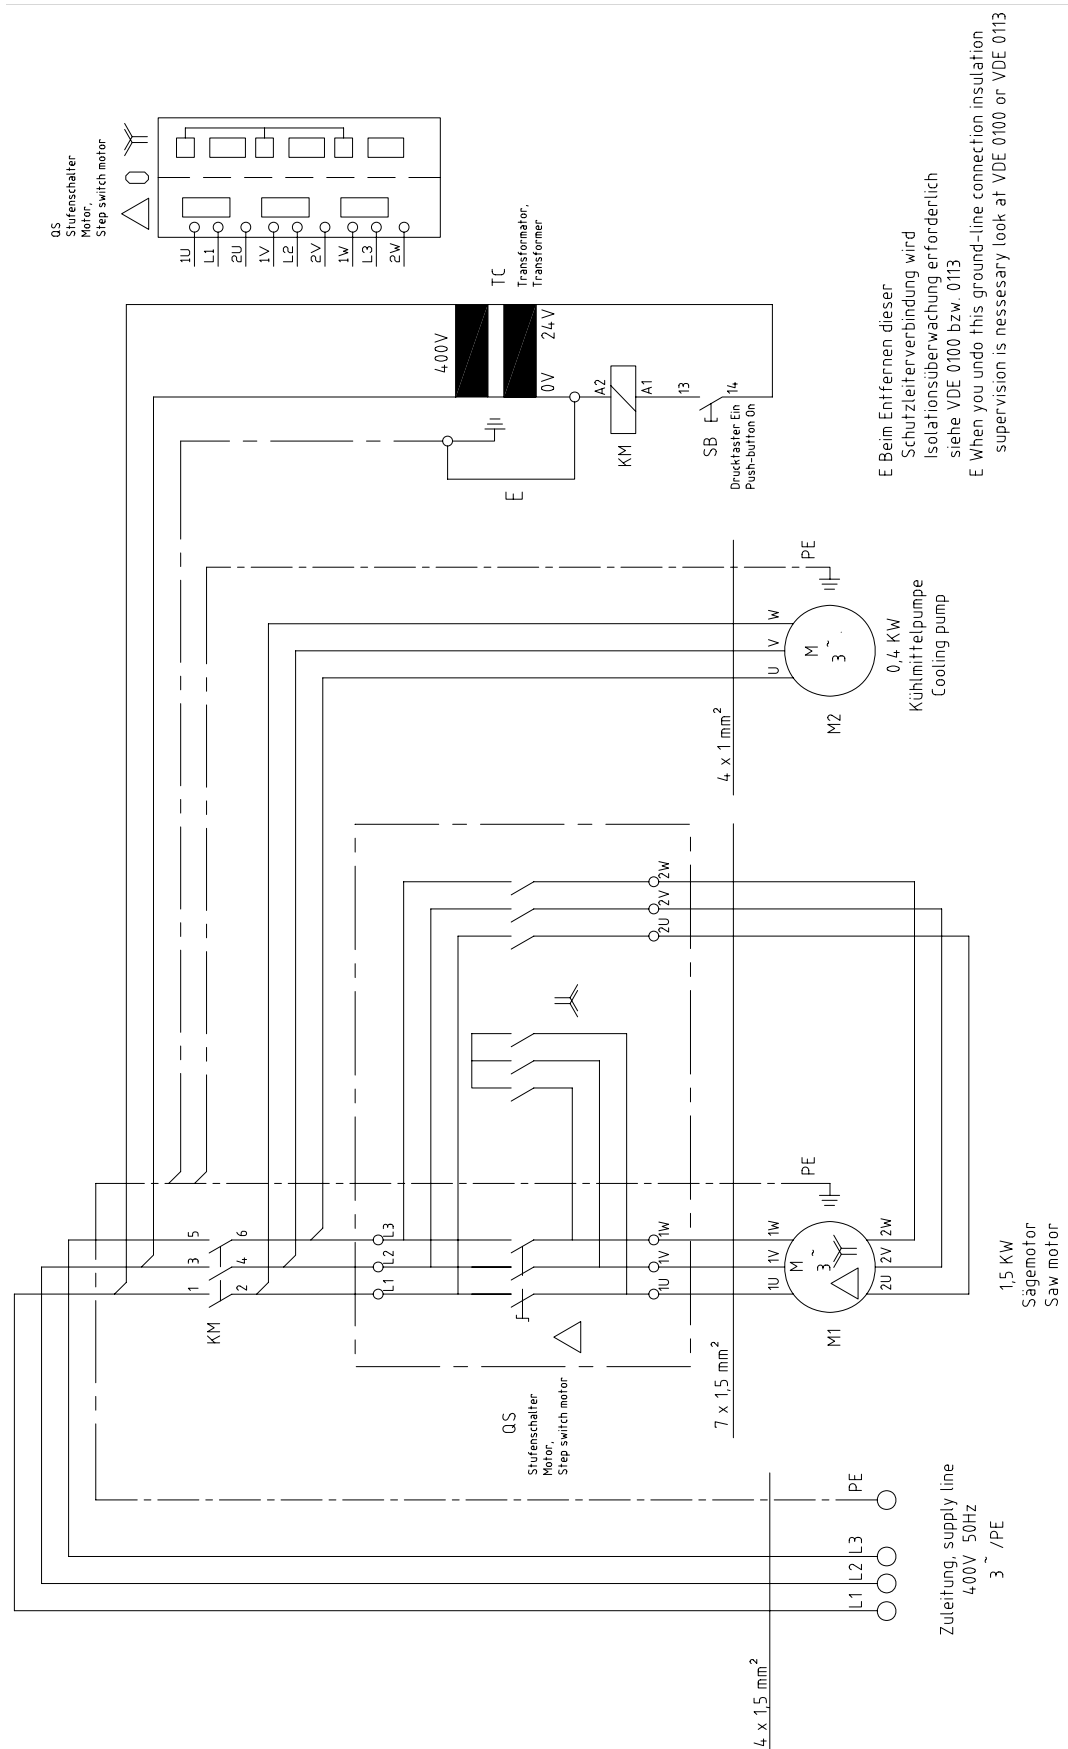 QS
Stufenschalter
Motor,
Step switch motor
1U
L1
2U
1V
L2
2V
1W
L3
2W
400V
TC
Transformator,
Transformer
0V
24V
E
A2
A1
KM
13
14
SB
Drucktaster Ein
Push-button On
E Beim Entfernen dieser
Schutzleiterverbindung wird
Isolationsüberwachung erforderlich
siehe VDE 0100 bzw. 0113
E When you undo this ground-line connection insulation
supervision is nessesary look at VDE 0100 or VDE 0113
PE
U
V
W
M
3 ~
M2
4 x 1 mm²
0,4 KW
Kühlmittelpumpe
Cooling pump
1
3
5
2
4
6
KM
L1
L2
L3
1U
1V
1W
2U
2V
2W
QS
Stufenschalter
Motor,
Step switch motor
7 x 1,5 mm²
PE
1U
1V
1W
M
3 ~
2U
2V
2W
M1
1,5 KW
Sägemotor
Saw motor
L1
L2
L3
PE
4 x 1,5 mm²
Zuleitung, supply line
400V 50Hz
3 ~ /PE